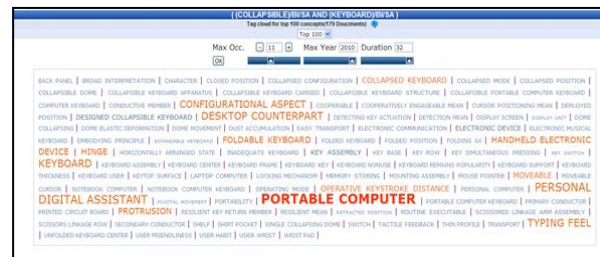 ( (COLLAPSIBLE)/BI/SA AND (KEYBOARD)/BI/SA )
Tag cloud for top 100 concepts(179 Doucments)
Top 100
Max Occ. - 11 + Max Year 2010 Duration 32
OK
BACK PANEL | BROAD INTERPRETATION | CHARACTER | CLOSED POSITION | COLLAPSED CONFIGURATION | COLLAPSED KEYBOARD | COLLAPSED MODE | COLLAPSED POSITION |
COLLAPSIBLE DOME | COLLAPSIBLE KEYBOARD APPARATUS | COLLAPSIBLE KEYBOARD CARRIED | COLLAPSIBLE KEYBOARD STRUCTURE | COLLAPSIBLE PORTABLE COMPUTER KEYBOARD |
COMPUTER KEYBOARD | CONDUCTIVE MEMBER | CONFIGURATIONAL ASPECT | COOPERABLE | COOPERATIVELY ENGAGEABLE MEAN | CURSOR POSITIONING MEAN | DEPLOYED
POSITION | DESIGNED COLLAPSIBLE KEYBOARD | DESKTOP COUNTERPART | DETECTING KEY ACTUATION | DETECTION MEAN | DISPLAY SCREEN | DISPLAY UNIT | DOME
COLLAPSING | DOME ELASTIC DEFORMATION | DOME MOVEMENT | DUST ACCUMULATION | EASY TRANSPORT | ELECTRONIC COMMUNICATION | ELECTRONIC DEVICE | ELECTRONIC MUSICAL
KEYBOARD | EMBODYING PRINCIPLE | EXPANDABLE KEYBOARD | FOLDABLE KEYBOARD | FOLDED KEYBOARD | FOLDED POSITION | FOLDING AX | HANDHELD ELECTRONIC
DEVICE | HINGE | HORIZONTALLY ARRANGED STATE | INADEQUATE KEYBOARD | KEY ASSEMBLY | KEY BASE | KEY ROW | KEY SIMULTANEOUS PRESSING | KEY SWITCH |
KEYBOARD | KEYBOARD ASSEMBLY | KEYBOARD CENTER | KEYBOARD FRAME | KEYBOARD KEY | KEYBOARD NONUSE | KEYBOARD REMAINS POPULARITY | KEYBOARD SUPPORT | KEYBOARD
THICKNESS | KEYBOARD USER | KEYTOP SURFACE | LAPTOP COMPUTER | LOCKING MECHANISM | MEMORY STORING | MOUNTING ASSEMBLY | MOUSE POINTER | MOVEABLE | MOVEABLE
CURSOR | NOTEBOOK COMPUTER | NOTEBOOK COMPUTER KEYBOARD | OPERATING MODE | OPERATIVE KEYSTROKE DISTANCE | PERSONAL COMPUTER | PERSONAL
DIGITAL ASSISTANT | PIVOTAL MOVEMENT | PORTABILITY | PORTABLE COMPUTER | PORTABLE COMPUTER KEYBOARD | PRIMARY CONDUCTOR |
PRINTED CIRCUIT BOARD | PROTRUSION | RESILIENT KEY RETURN MEMBER | RESILIENT MEAN | RETRACTED POSITION | ROUTINE EXECUTABLE | SCISSORED LINKAGE ARM ASSEMBLY |
SCISSORS LINKAGE ROW | SECONDARY CONDUCTOR | SHELF | SHIRT POCKET | SINGLE COLLAPSING DOME | SWITCH | TACTILE FEEDBACK | THIN PROFILE | TRANSPORT | TYPING FEEL
| UNFOLDED KEYBOARD CENTER | USER FRIENDLINESS | USER HABIT | USER WRIST | WRIST PAD |